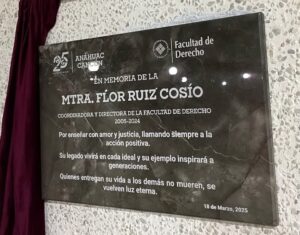 25
ANÁHUAC
CANCÚN
Facultad de
Derecho
EN MEMORIA DE LA
MTRA. FLOR RUIZ COSÍO
COORDINADORA Y DIRECTORA DE LA FACULTAD DE DERECHO
2005-2024
Por enseñar con amor y justicia, llamando siempre a la
acción positiva.
Su legado vivirá en cada ideal y su ejemplo inspirará a
generaciones.
Quienes entregan su vida a los demás no mueren, se
vuelven luz eterna.
18 de Marzo, 2025